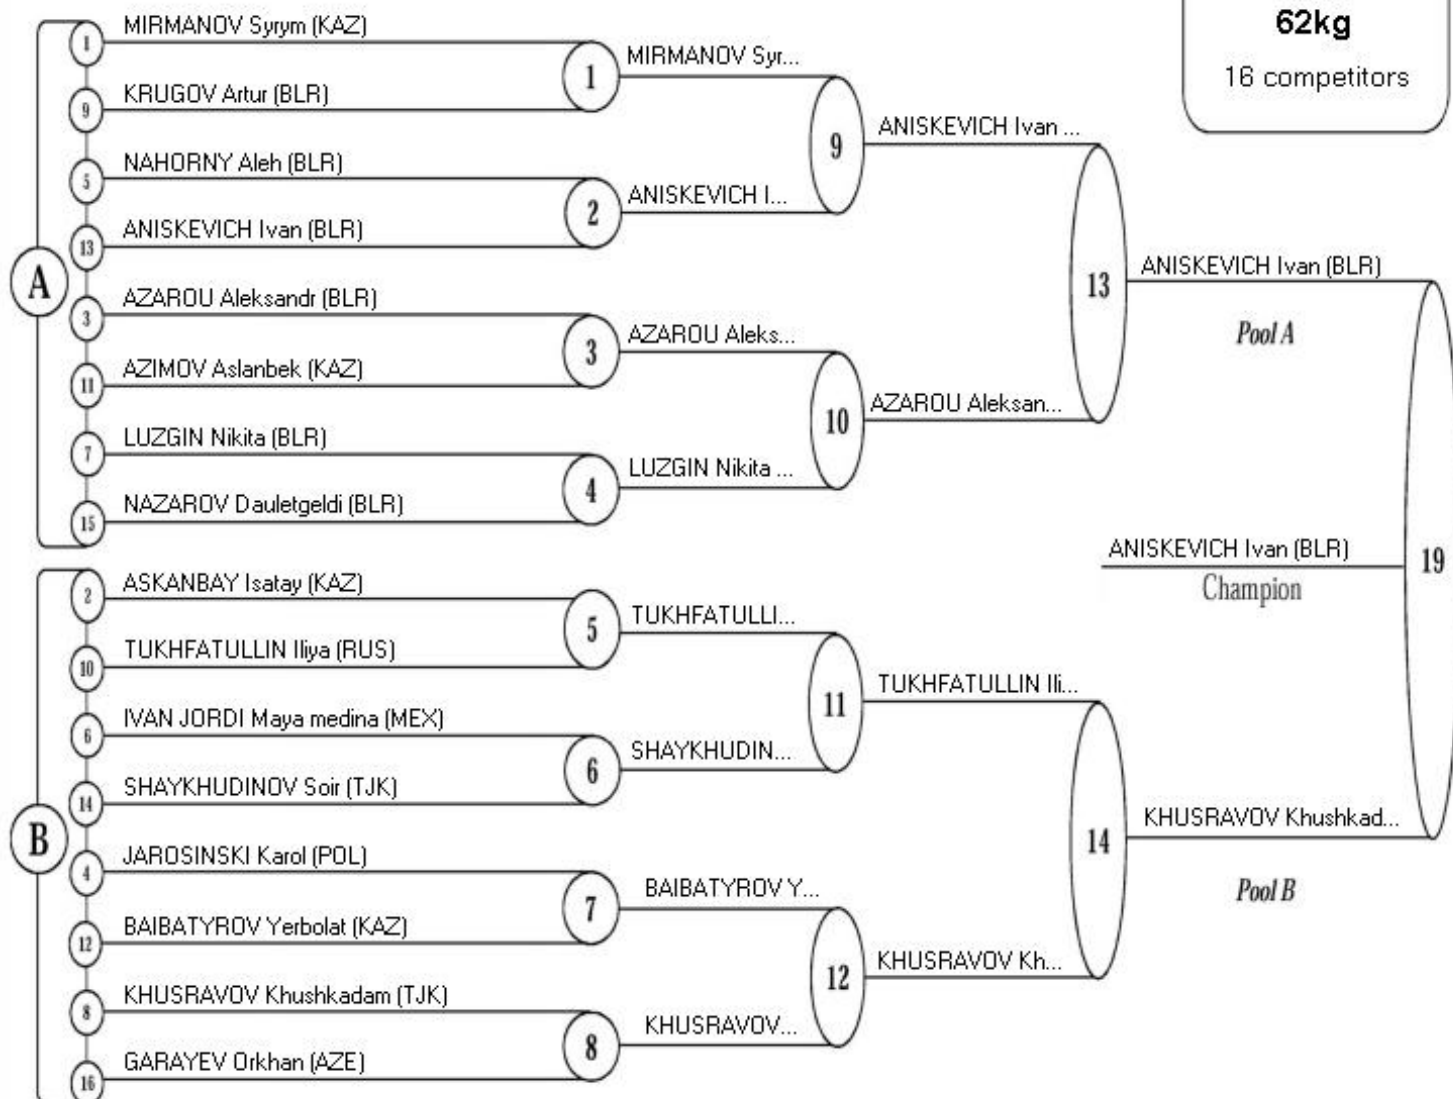 62kg
16 competitors
A
1
MIRMANOV Syrym (KAZ)
9
KRUGOV Artur (BLR)
5
NAHORNY Aleh (BLR)
13
ANISKEVICH Ivan (BLR)
3
AZAROU Aleksandr (BLR)
11
AZIMOV Aslanbek (KAZ)
7
LUZGIN Nikita (BLR)
15
NAZAROV Dauletgeldi (BLR)
B
2
ASKANBAY Isatay (KAZ)
10
TUKHFATULLIN Iliya (RUS)
6
IVAN JORDI Maya medina (MEX)
14
SHAYKHUDINOV Soir (TJK)
4
JAROSINSKI Karol (POL)
12
BAIBATYROV Yerbolat (KAZ)
8
KHUSRAVOV Khushkadam (TJK)
16
GARAYEV Orkhan (AZE)
1
MIRMANOV Syr...
2
ANISKEVICH I...
3
AZAROU Aleks...
4
LUZGIN Nikita ...
5
TUKHFATULLI...
6
SHAYKHUDIN...
7
BAIBATYROV Y...
8
KHUSRAVOV...
9
ANISKEVICH Ivan ...
10
AZAROU Aleksan...
11
TUKHFATULLIN Ili...
12
KHUSRAVOV Kh...
13
ANISKEVICH Ivan (BLR)
Pool A
14
KHUSRAVOV Khushkad...
Pool B
19
ANISKEVICH Ivan (BLR)
Champion